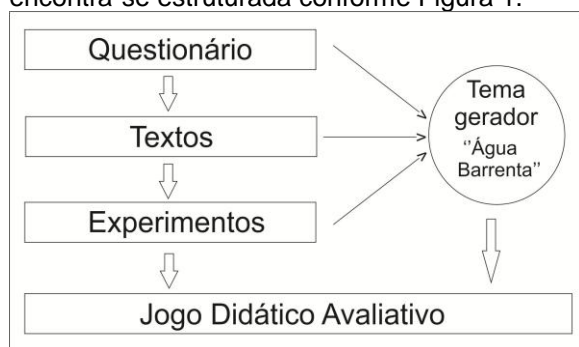 encontra-se estruturada conforme Figura 1.
Questionário
Tema
gerador
‘‘Água
Barrenta’’
Textos
Experimentos
Jogo Didático Avaliativo